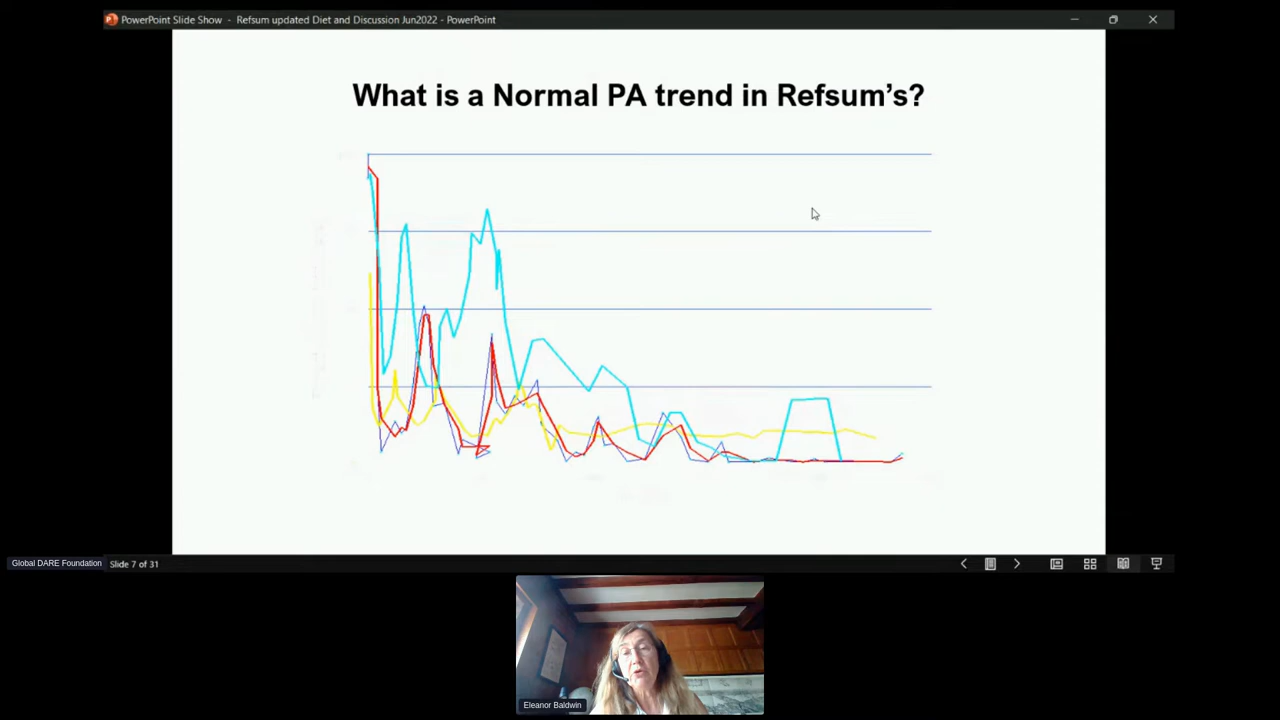 PowerPoint Slide Show - Refsum updated Diet and Discussion Jun2022 - PowerPoint
What is a Normal PA trend in Refsum's?
Global DARE Foundation
Slide 7 of 31
Eleanor Baldwin